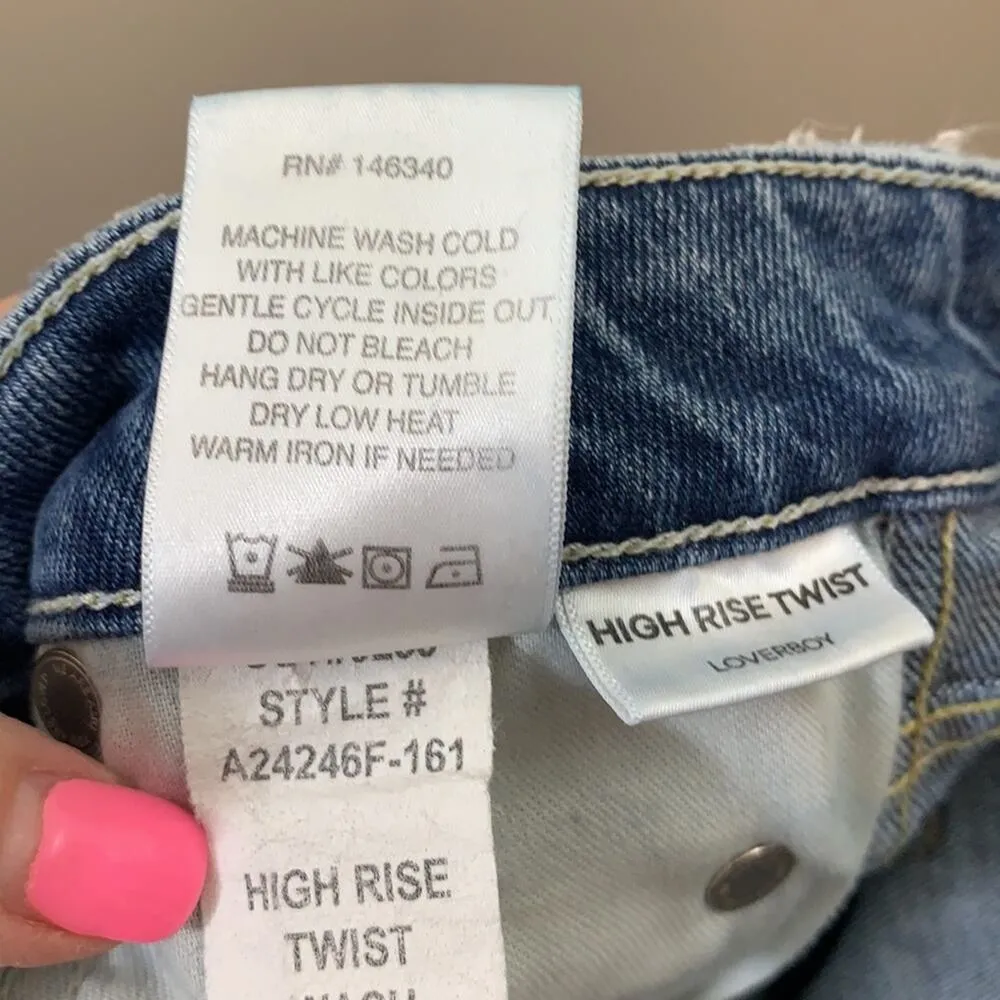 RN# 146340
MACHINE WASH COLD
WITH LIKE COLORS
GENTLE CYCLE INSIDE OUT
DO NOT BLEACH
HANG DRY OR TUMBLE
DRY LOW HEAT
WARM IRON IF NEEDED
HIGH RISE TWIST
LOVERBOY
STYLE #
A24246F-161
HIGH RISE
TWIST
WASH